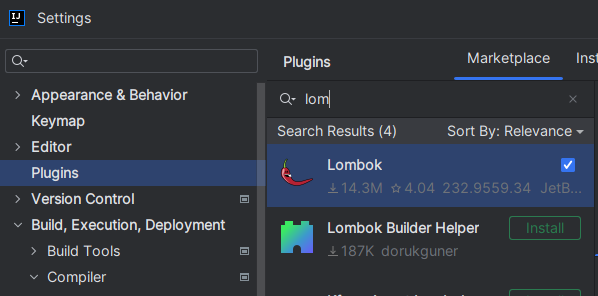 IJ
Settings
Appearance & Behavior
Keymap
Editor
Plugins
Version Control
Build, Execution, Deployment
Build Tools
Compiler
Plugins
Marketplace
Inst
lom
Search Results (4)
Sort By: Relevance
Lombok
14.3M 4.04 232.9559.34 JetB...
Lombok Builder Helper
Install
187K dorukguner